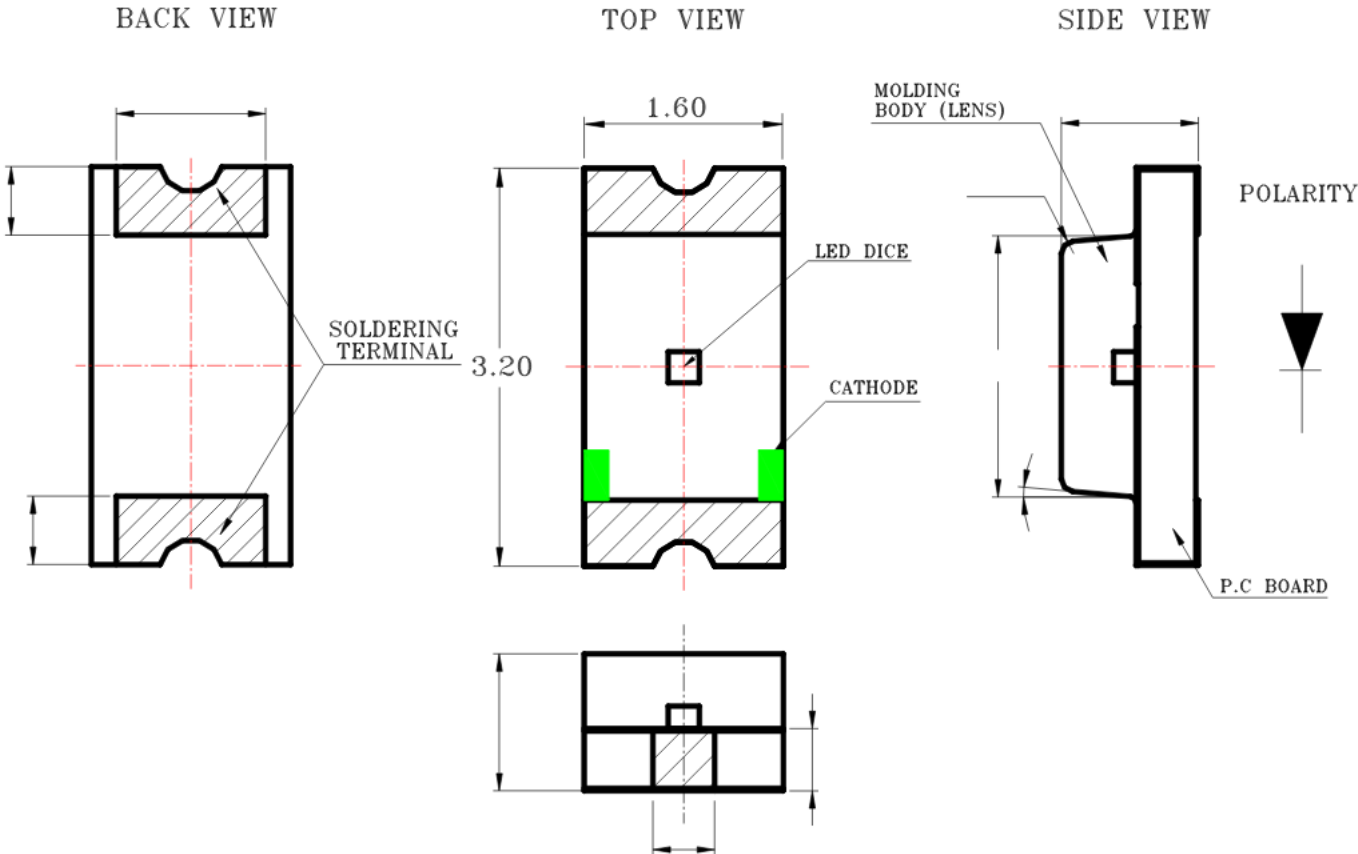 BACK VIEW
TOP VIEW
SIDE VIEW
1.60
MOLDING
BODY (LENS)
POLARITY
LED DICE
SOLDERING
TERMINAL
3.20
CATHODE
P.C BOARD